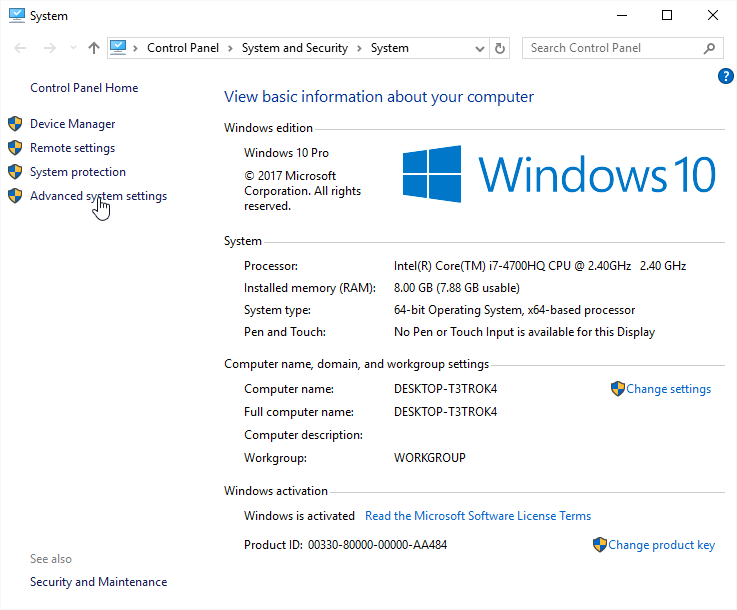 System
Control Panel › System and Security › System
Search Control Panel
?
Control Panel Home
Device Manager
Remote settings
System protection
Advanced system settings
View basic information about your computer
Windows edition
Windows 10 Pro
© 2017 Microsoft
Corporation. All rights
reserved.
Windows 10
System
Processor: Intel(R) Core(TM) i7-4700HQ CPU @ 2.40GHz 2.40 GHz
Installed memory (RAM): 8.00 GB (7.88 GB usable)
System type: 64-bit Operating System, x64-based processor
Pen and Touch: No Pen or Touch Input is available for this Display
Computer name, domain, and workgroup settings
Computer name: DESKTOP-T3TROK4 Change settings
Full computer name: DESKTOP-T3TROK4
Computer description:
Workgroup: WORKGROUP
Windows activation
Windows is activated Read the Microsoft Software License Terms
Product ID: 00330-80000-00000-AA484 Change product key
See also
Security and Maintenance